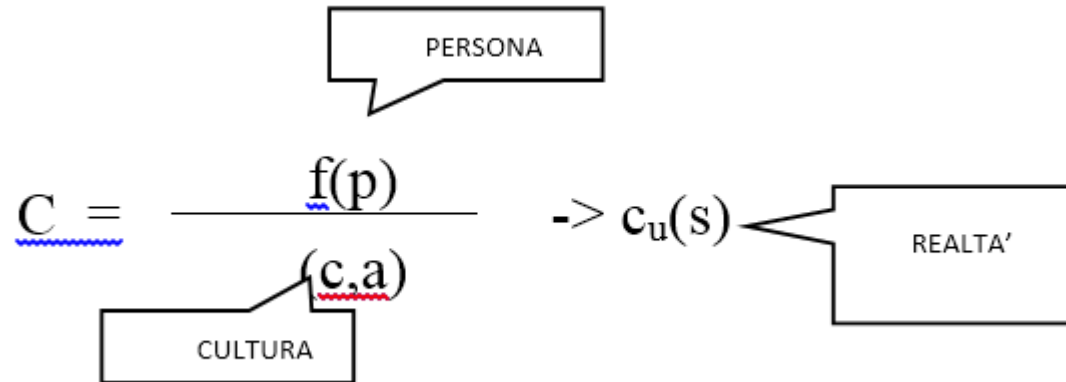 PERSONA
f(p)
C = -> cᵤ(s)
REALTA’
(c,a)
CULTURA